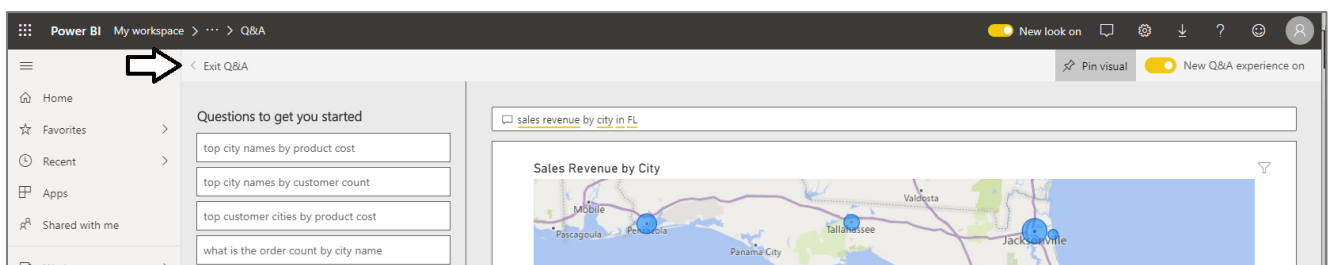 Power BI My workspace > ... > Q&A
New look on
< Exit Q&A
Pin visual
New Q&A experience on
Home
Favorites
Recent
Apps
Shared with me
Questions to get you started
top city names by product cost
top city names by customer count
top customer cities by product cost
what is the order count by city name
sales revenue by city in FL
Sales Revenue by City
Mobile
Valdosta
Pascagoula
Pensacola
Tallahassee
Jacksonville
Panama City